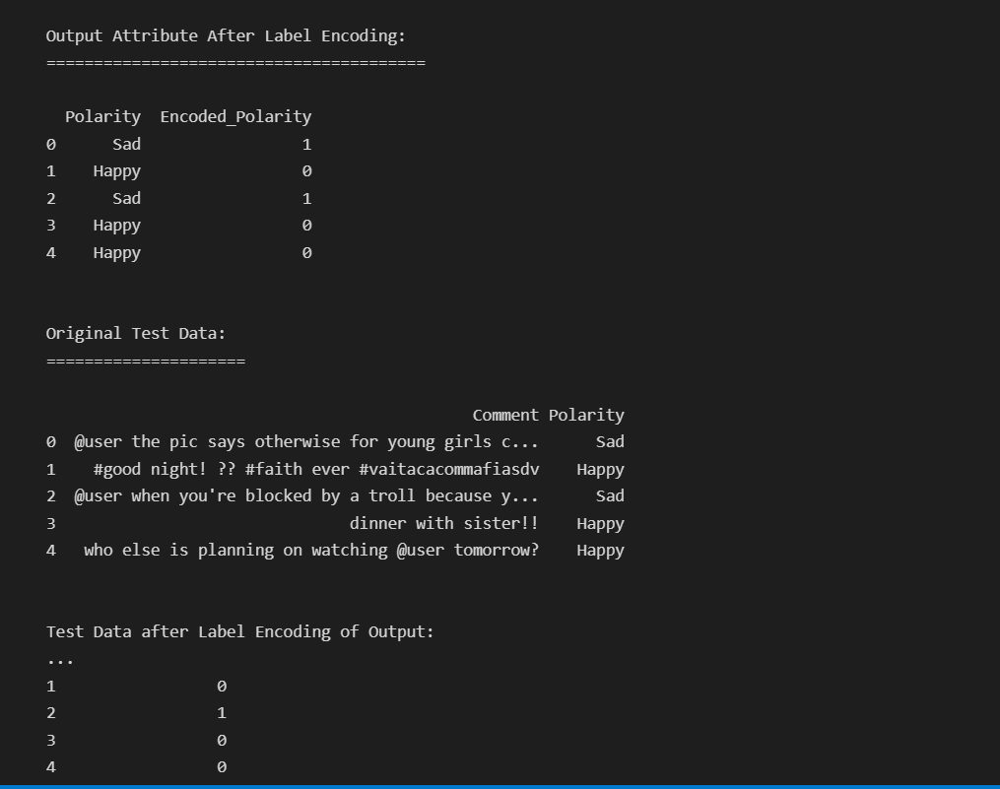 Output Attribute After Label Encoding:
========================================
Polarity Encoded_Polarity
0 Sad 1
1 Happy 0
2 Sad 1
3 Happy 0
4 Happy 0
Original Test Data:
=====================
Comment Polarity
0 @user the pic says otherwise for young girls c... Sad
1 #good night! ?? #faith ever #vaitacacommafiasdv Happy
2 @user when you're blocked by a troll because y... Sad
3 dinner with sister!! Happy
4 who else is planning on watching @user tomorrow? Happy
Test Data after Label Encoding of Output:
...
1 0
2 1
3 0
4 0